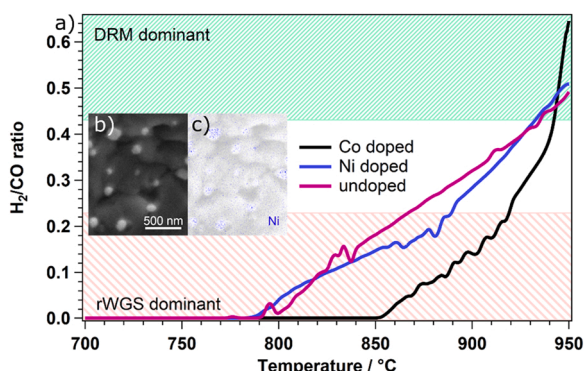 a)
DRM dominant
b)
c)
500 nm
Ni
Co doped
Ni doped
undoped
rWGS dominant
H₂/CO ratio
0.6
0.5
0.4
0.3
0.2
0.1
0.0
700
750
800
850
900
950
Temperature / °C